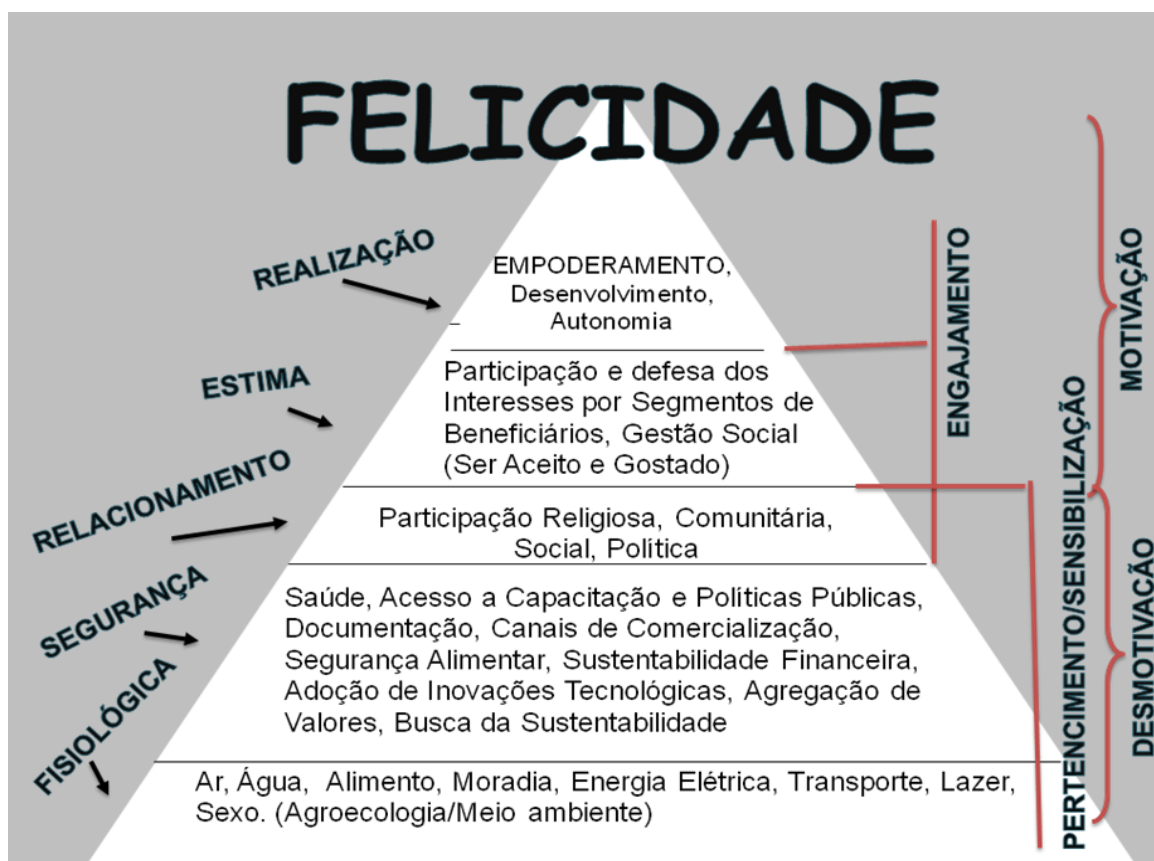 FELICIDADE
REALIZAÇÃO
EMPODERAMENTO,
Desenvolvimento,
Autonomia
ESTIMA
Participação e defesa dos
Interesses por Segmentos de
Beneficiários, Gestão Social
(Ser Aceito e Gostado)
RELACIONAMENTO
Participação Religiosa, Comunitária,
Social, Política
SEGURANÇA
Saúde, Acesso a Capacitação e Políticas Públicas,
Documentação, Canais de Comercialização,
Segurança Alimentar, Sustentabilidade Financeira,
Adoção de Inovações Tecnológicas, Agregação de
Valores, Busca da Sustentabilidade
FISIOLÓGICA
Ar, Água, Alimento, Moradia, Energia Elétrica, Transporte, Lazer,
Sexo. (Agroecologia/Meio ambiente)
ENGAJAMENTO
PERTENCIMENTO/SENSIBILIZAÇÃO
MOTIVAÇÃO
DESMOTIVAÇÃO